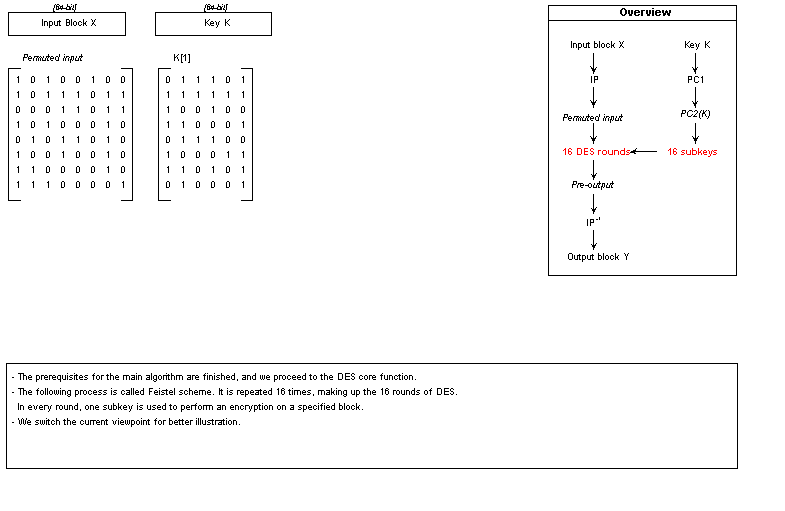 [64-bit]
Input Block X
[64-bit]
Key K
Permuted input
1 0 1 0 0 1 0 0
1 0 1 1 1 0 1 1
0 0 0 1 1 0 1 1
1 0 1 0 0 0 1 0
0 1 0 1 1 0 1 0
1 0 0 1 0 0 1 0
1 1 0 0 0 0 1 0
1 1 1 0 0 0 0 1
K[1]
0 1 1 1 0 1
1 1 0 1 1 1
1 0 0 1 0 0
1 1 0 1 0 1
1 1 1 0 0 1
1 0 0 0 1 1
1 1 0 1 0 1
0 1 0 0 0 1
Overview
Input block X
Key K
IP
PC1
Permuted input
PC2(K)
16 DES rounds
16 subkeys
Pre-output
IP⁻¹
Output block Y
- The prerequisites for the main algorithm are finished, and we proceed to the DES core function.
- The following process is called Feistel scheme. It is repeated 16 times, making up the 16 rounds of DES.
In every round, one subkey is used to perform an encryption on a specified block.
- We switch the current viewpoint for better illustration.